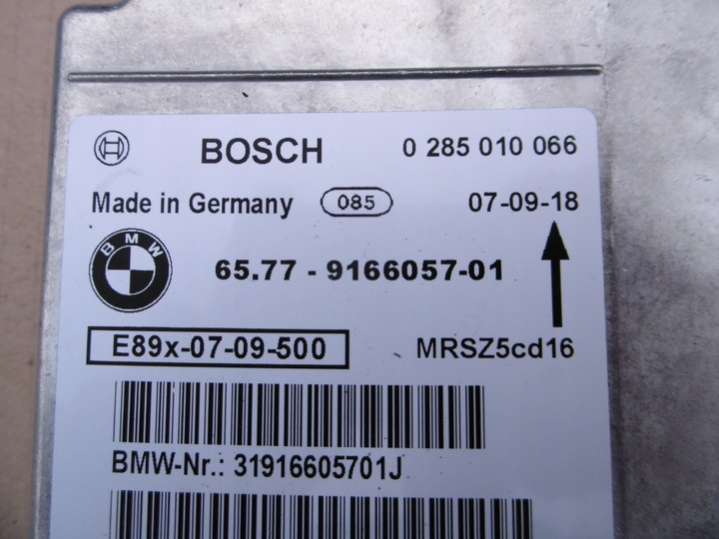 BOSCH 0 285 010 066
Made in Germany 085 07-09-18
BMW
65.77 - 9166057-01
E89x-07-09-500 MRSZ5cd16
BMW-Nr.: 31916605701J